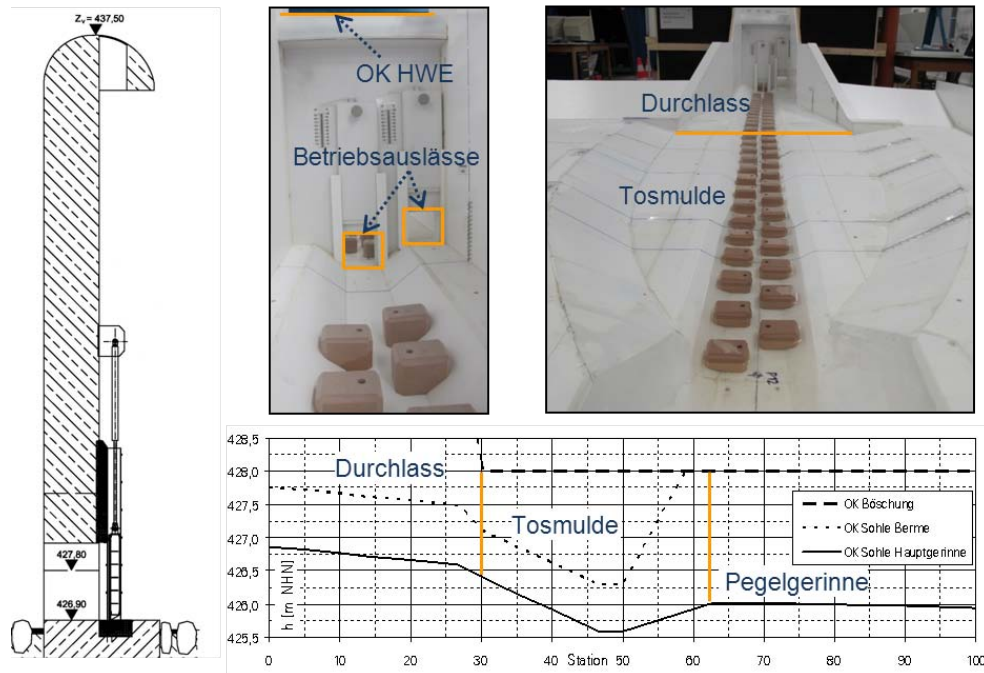 Zᵥ = 437,50
427,80
426,90
OK HWE
Betriebsauslässe
Durchlass
Tosmulde
428,5
428,0
427,5
427,0
426,5
426,0
425,5
h [m NHN]
Durchlass
Tosmulde
Pegelgerinne
OK Böschung
OK Sohle Berme
OK Sohle Hauptgerinne
0 10 20 30 40 Station 50 60 70 80 90 100